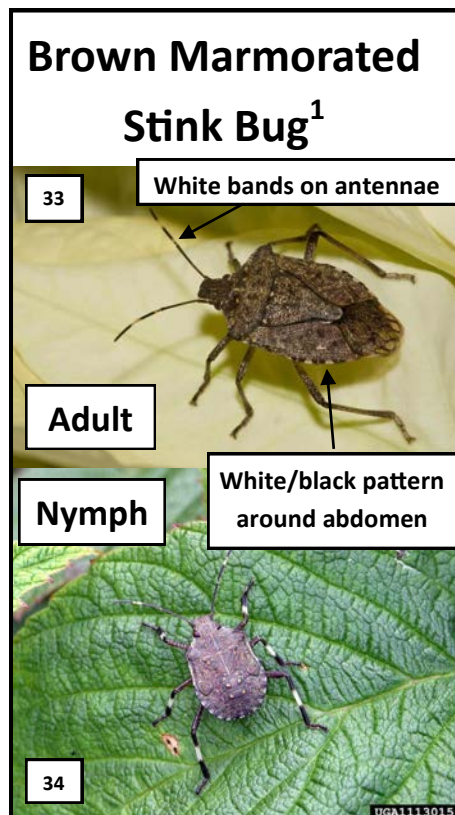 Brown Marmorated
Stink Bug¹
33
White bands on antennae
Adult
White/black pattern
around abdomen
Nymph
34
UGA1113015